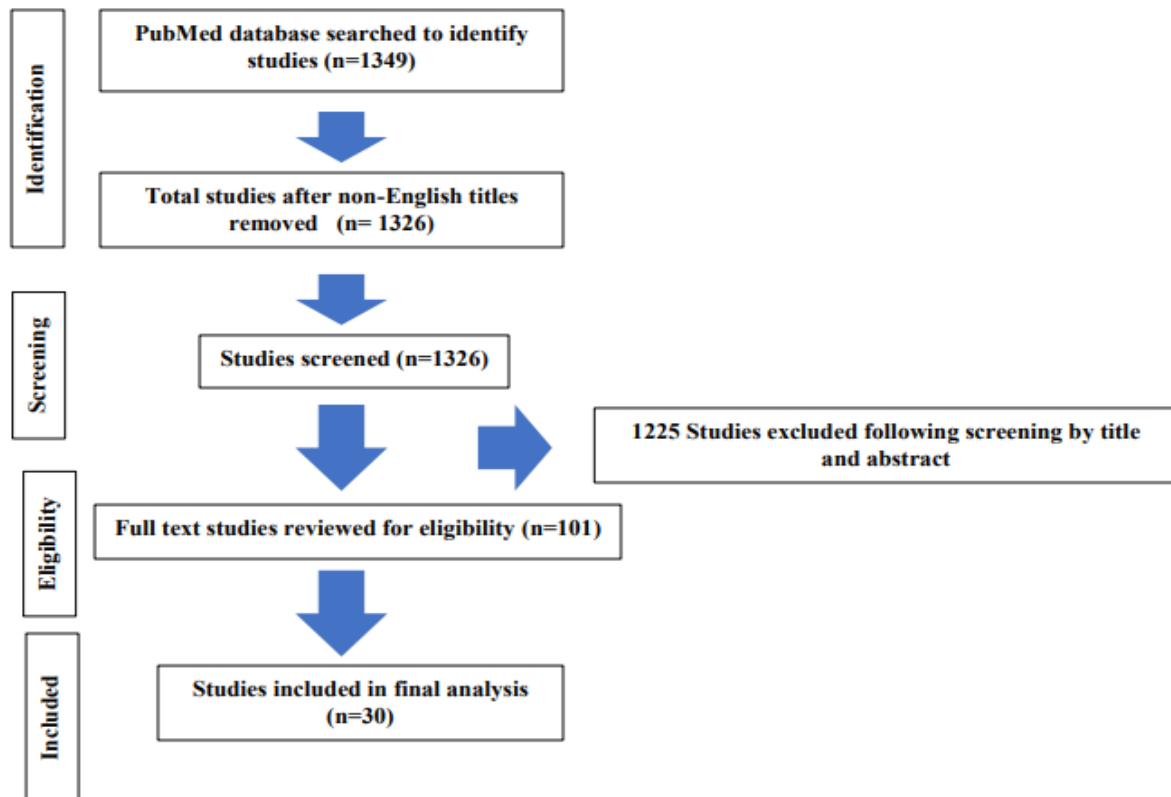 Identification
PubMed database searched to identify
studies (n=1349)
Total studies after non-English titles
removed (n= 1326)
Screening
Studies screened (n=1326)
1225 Studies excluded following screening by title
and abstract
Eligibility
Full text studies reviewed for eligibility (n=101)
Included
Studies included in final analysis
(n=30)